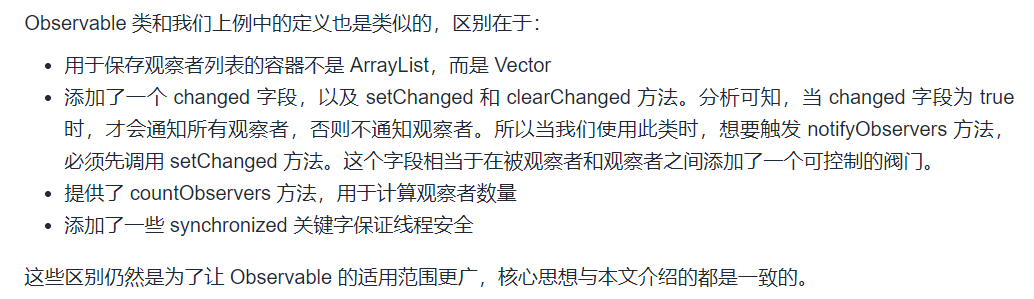 Observable 类和我们上例中的定义也是类似的，区别在于：
• 用于保存观察者列表的容器不是 ArrayList，而是 Vector
• 添加了一个 changed 字段，以及 setChanged 和 clearChanged 方法。分析可知，当 changed 字段为 true
时，才会通知所有观察者，否则不通知观察者。所以当我们使用此类时，想要触发 notifyObservers 方法，
必须先调用 setChanged 方法。这个字段相当于在被观察者和观察者之间添加了一个可控制的阀门。
• 提供了 countObservers 方法，用于计算观察者数量
• 添加了一些 synchronized 关键字保证线程安全
这些区别仍然是为了让 Observable 的适用范围更广，核心思想与本文介绍的都是一致的。